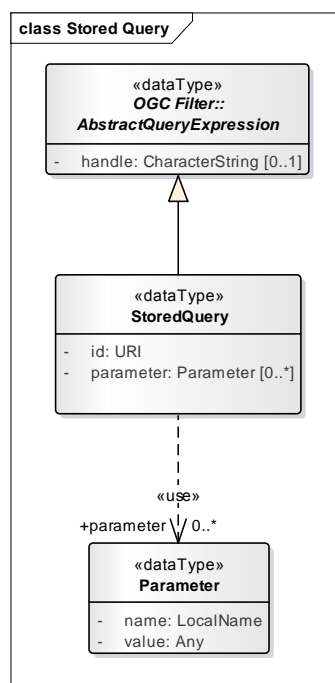 class Stored Query
«dataType»
OGC Filter::
AbstractQueryExpression
- handle: CharacterString [0..1]
«dataType»
StoredQuery
- id: URI
- parameter: Parameter [0..*]
«use»
+parameter 0..*
«dataType»
Parameter
- name: LocalName
- value: Any